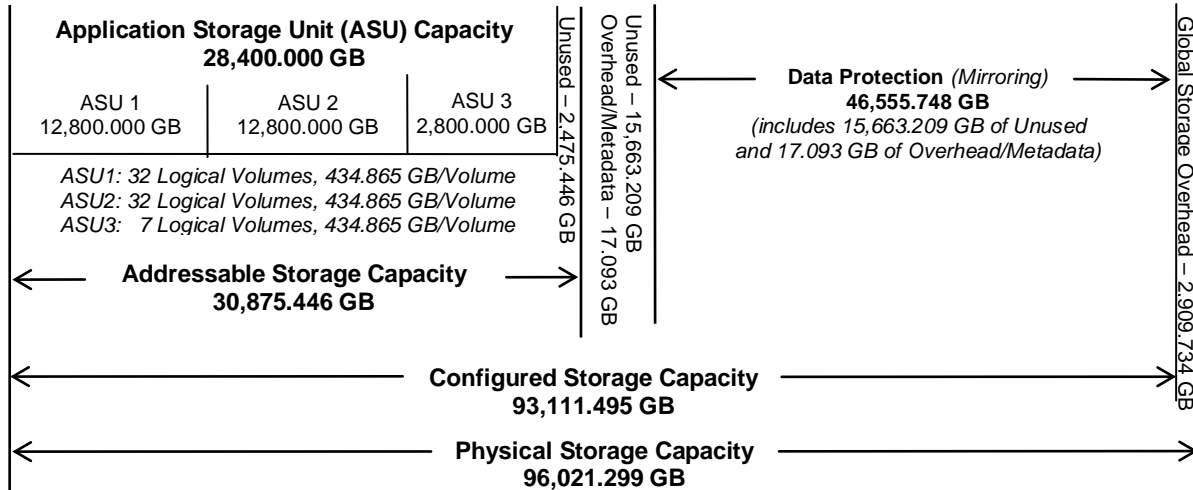 Application Storage Unit (ASU) Capacity
28,400.000 GB
ASU 1
12,800.000 GB
ASU 2
12,800.000 GB
ASU 3
2,800.000 GB
ASU1: 32 Logical Volumes, 434.865 GB/Volume
ASU2: 32 Logical Volumes, 434.865 GB/Volume
ASU3: 7 Logical Volumes, 434.865 GB/Volume
Addressable Storage Capacity
30,875.446 GB
Unused – 2,475.446 GB
Unused – 15,663.209 GB
Overhead/Metadata – 17.093 GB
Data Protection (Mirroring)
46,555.748 GB
(includes 15,663.209 GB of Unused
and 17.093 GB of Overhead/Metadata)
Global Storage Overhead – 2,909.734 GB
Configured Storage Capacity
93,111.495 GB
Physical Storage Capacity
96,021.299 GB